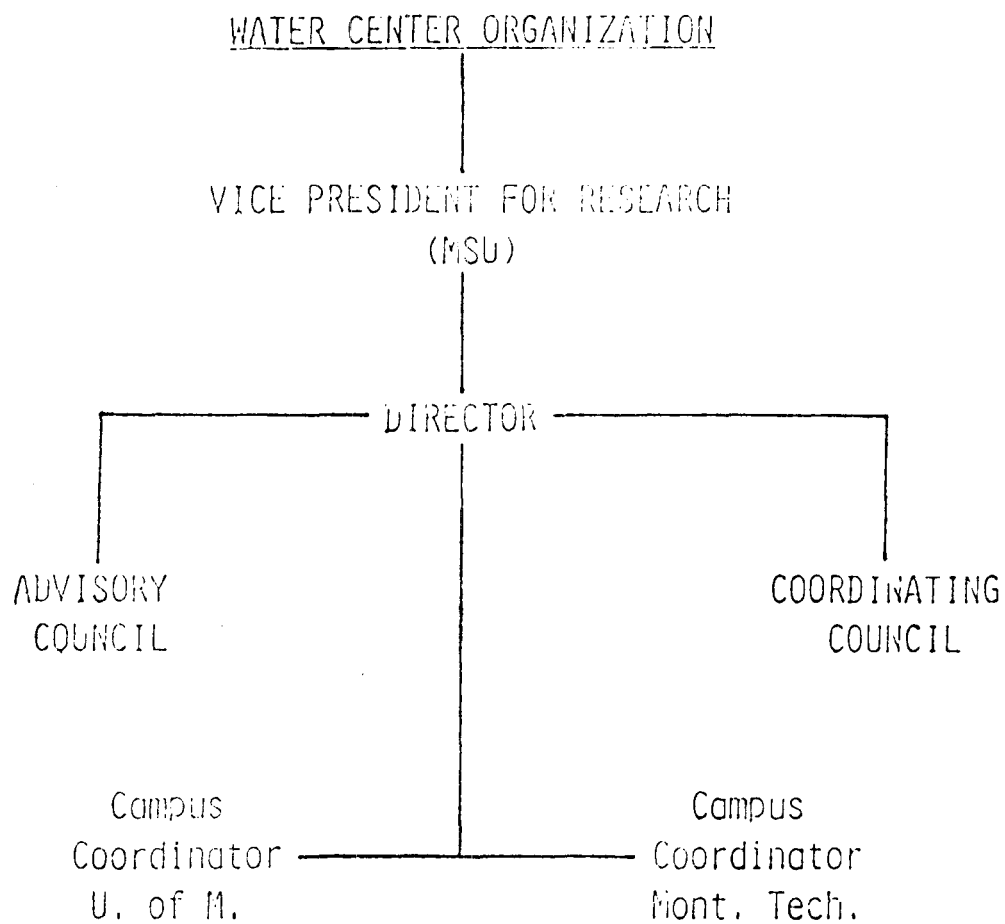 WATER CENTER ORGANIZATION
VICE PRESIDENT FOR RESEARCH
(MSU)
DIRECTOR
ADVISORY
COUNCIL
COORDINATING
COUNCIL
Campus
Coordinator
U. of M.
Campus
Coordinator
Mont. Tech.